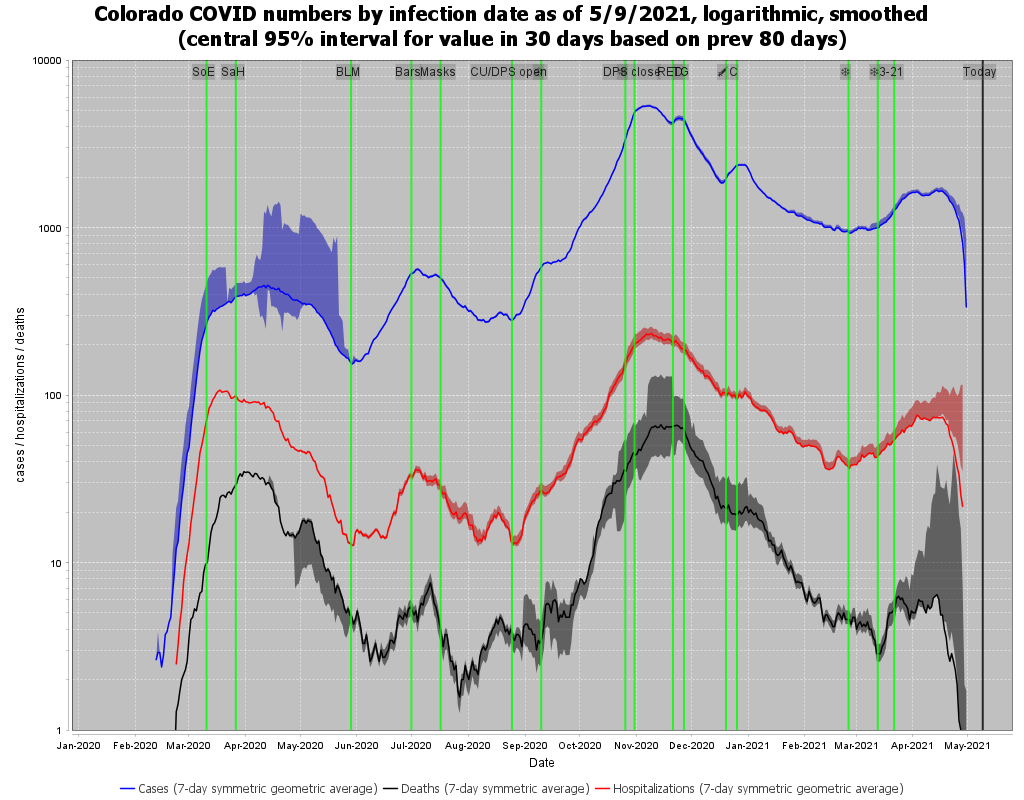 Colorado COVID numbers by infection date as of 5/9/2021, logarithmic, smoothed
(central 95% interval for value in 30 days based on prev 80 days)
10000
SoE SaH BLM Bars Masks CU/DPS open DPS close RETG C ❄ ❄3-21 Today
1000
100
10
1
cases / hospitalizations / deaths
Jan-2020 Feb-2020 Mar-2020 Apr-2020 May-2020 Jun-2020 Jul-2020 Aug-2020 Sep-2020 Oct-2020 Nov-2020 Dec-2020 Jan-2021 Feb-2021 Mar-2021 Apr-2021 May-2021
Date
Cases (7-day symmetric geometric average) Deaths (7-day symmetric geometric average) Hospitalizations (7-day symmetric geometric average)